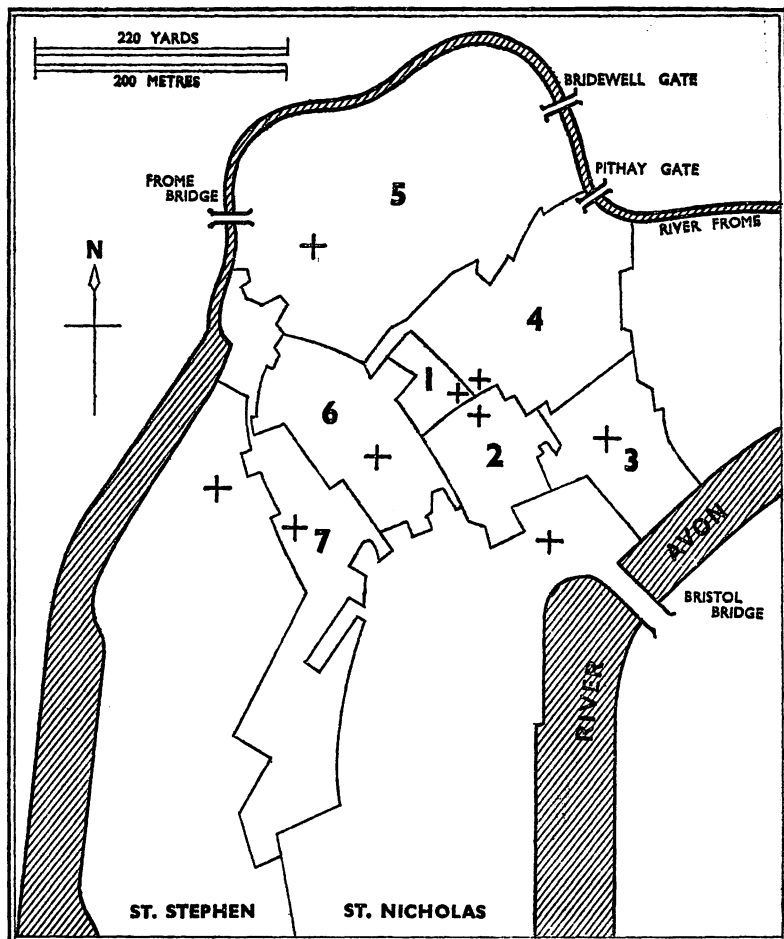 220 YARDS
200 METRES
BRIDEWELL GATE
PITHAY GATE
FROME
BRIDGE
5
RIVER FROME
N
4
1
6
2
3
7
AVON
BRISTOL
BRIDGE
RIVER
ST. STEPHEN
ST. NICHOLAS